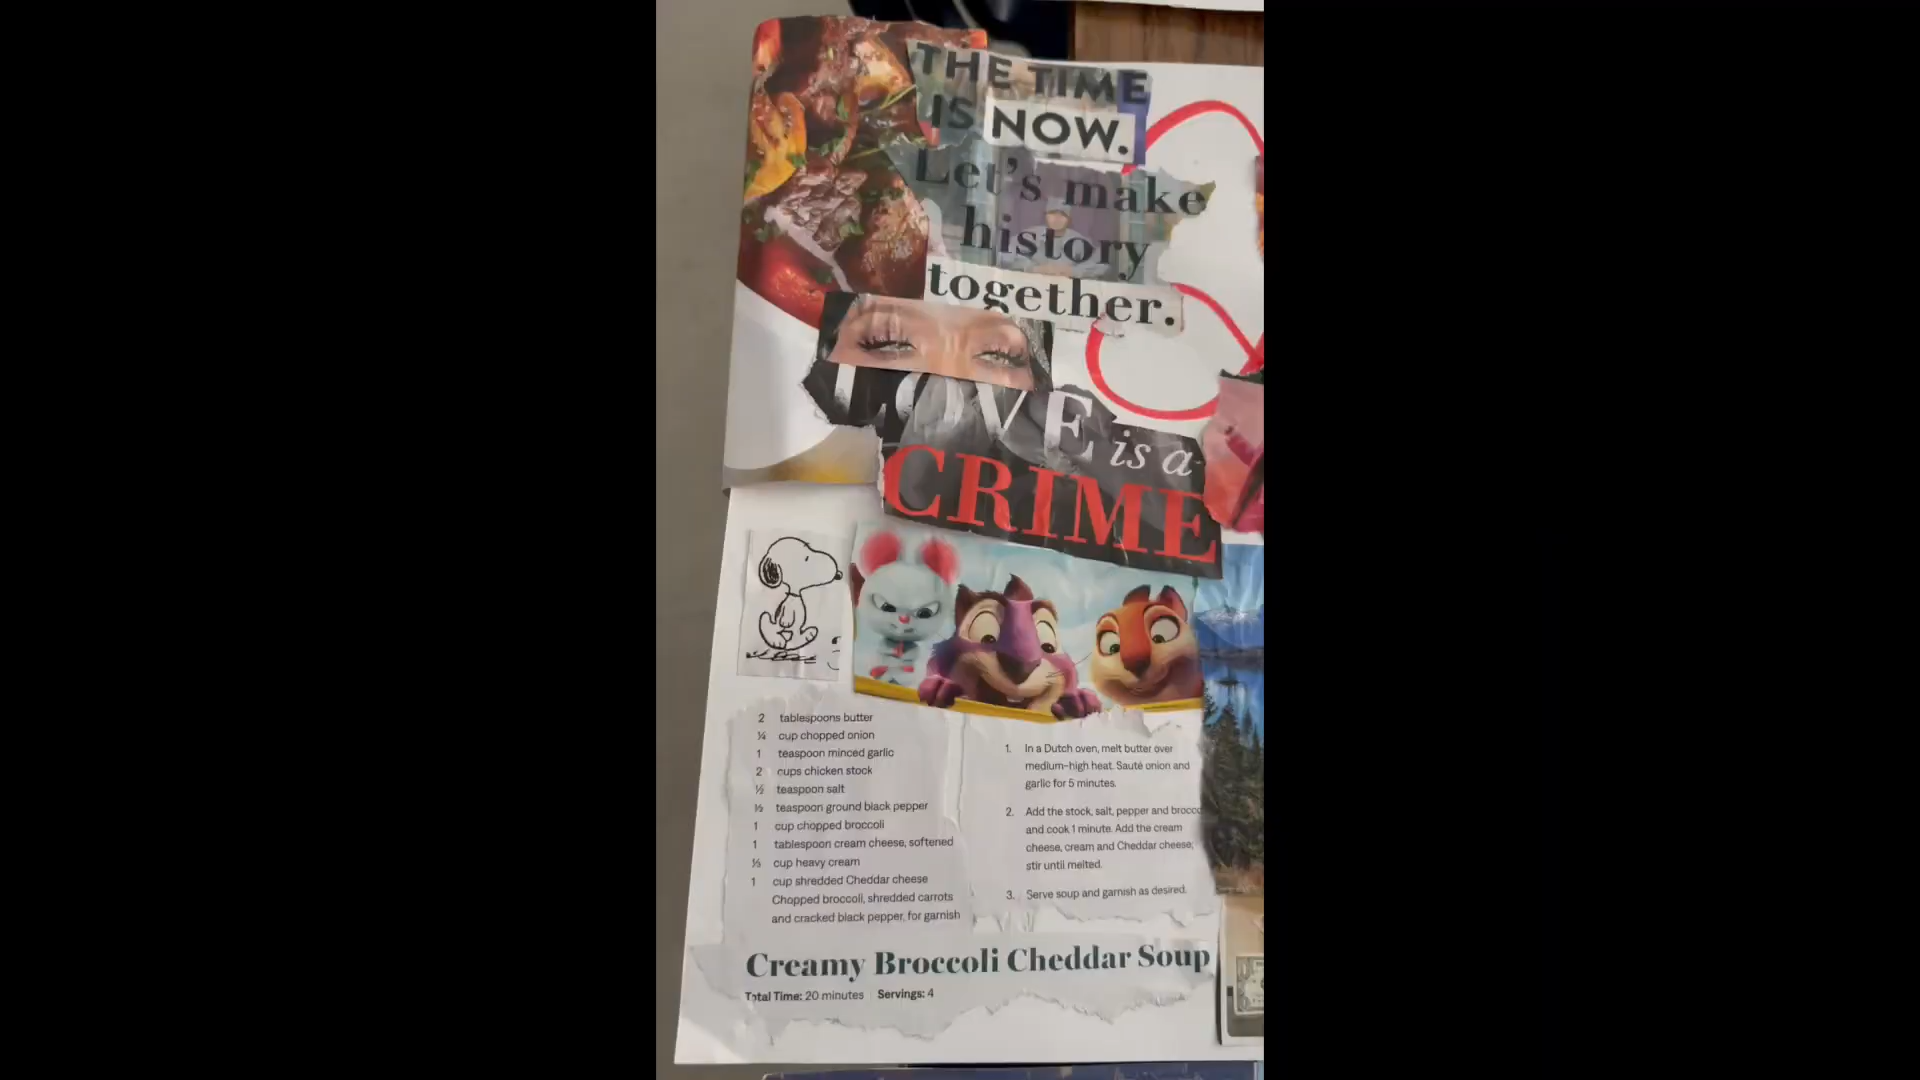 THE TIME
IS NOW.
Let's make
history
together.
LOVE is a
CRIME
2 tablespoons butter
¼ cup chopped onion
1 teaspoon minced garlic
2 cups chicken stock
½ teaspoon salt
½ teaspoon ground black pepper
1 cup chopped broccoli
1 tablespoon cream cheese, softened
⅓ cup heavy cream
1 cup shredded Cheddar cheese
Chopped broccoli, shredded carrots
and cracked black pepper, for garnish
1. In a Dutch oven, melt butter over
medium-high heat. Sauté onion and
garlic for 5 minutes.
2. Add the stock, salt, pepper and brocco
and cook 1 minute. Add the cream
cheese, cream and Cheddar cheese;
stir until melted.
3. Serve soup and garnish as desired.
Creamy Broccoli Cheddar Soup
Total Time: 20 minutes Servings: 4